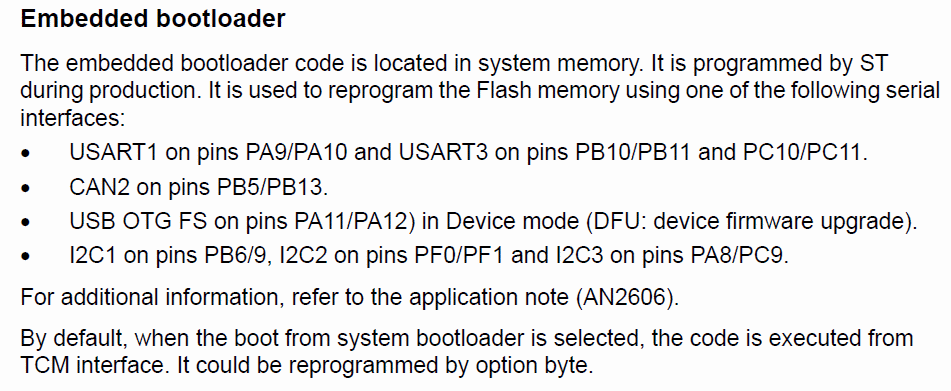 Embedded bootloader
The embedded bootloader code is located in system memory. It is programmed by ST
during production. It is used to reprogram the Flash memory using one of the following serial
interfaces:
• USART1 on pins PA9/PA10 and USART3 on pins PB10/PB11 and PC10/PC11.
• CAN2 on pins PB5/PB13.
• USB OTG FS on pins PA11/PA12) in Device mode (DFU: device firmware upgrade).
• I2C1 on pins PB6/9, I2C2 on pins PF0/PF1 and I2C3 on pins PA8/PC9.
For additional information, refer to the application note (AN2606).
By default, when the boot from system bootloader is selected, the code is executed from
TCM interface. It could be reprogrammed by option byte.